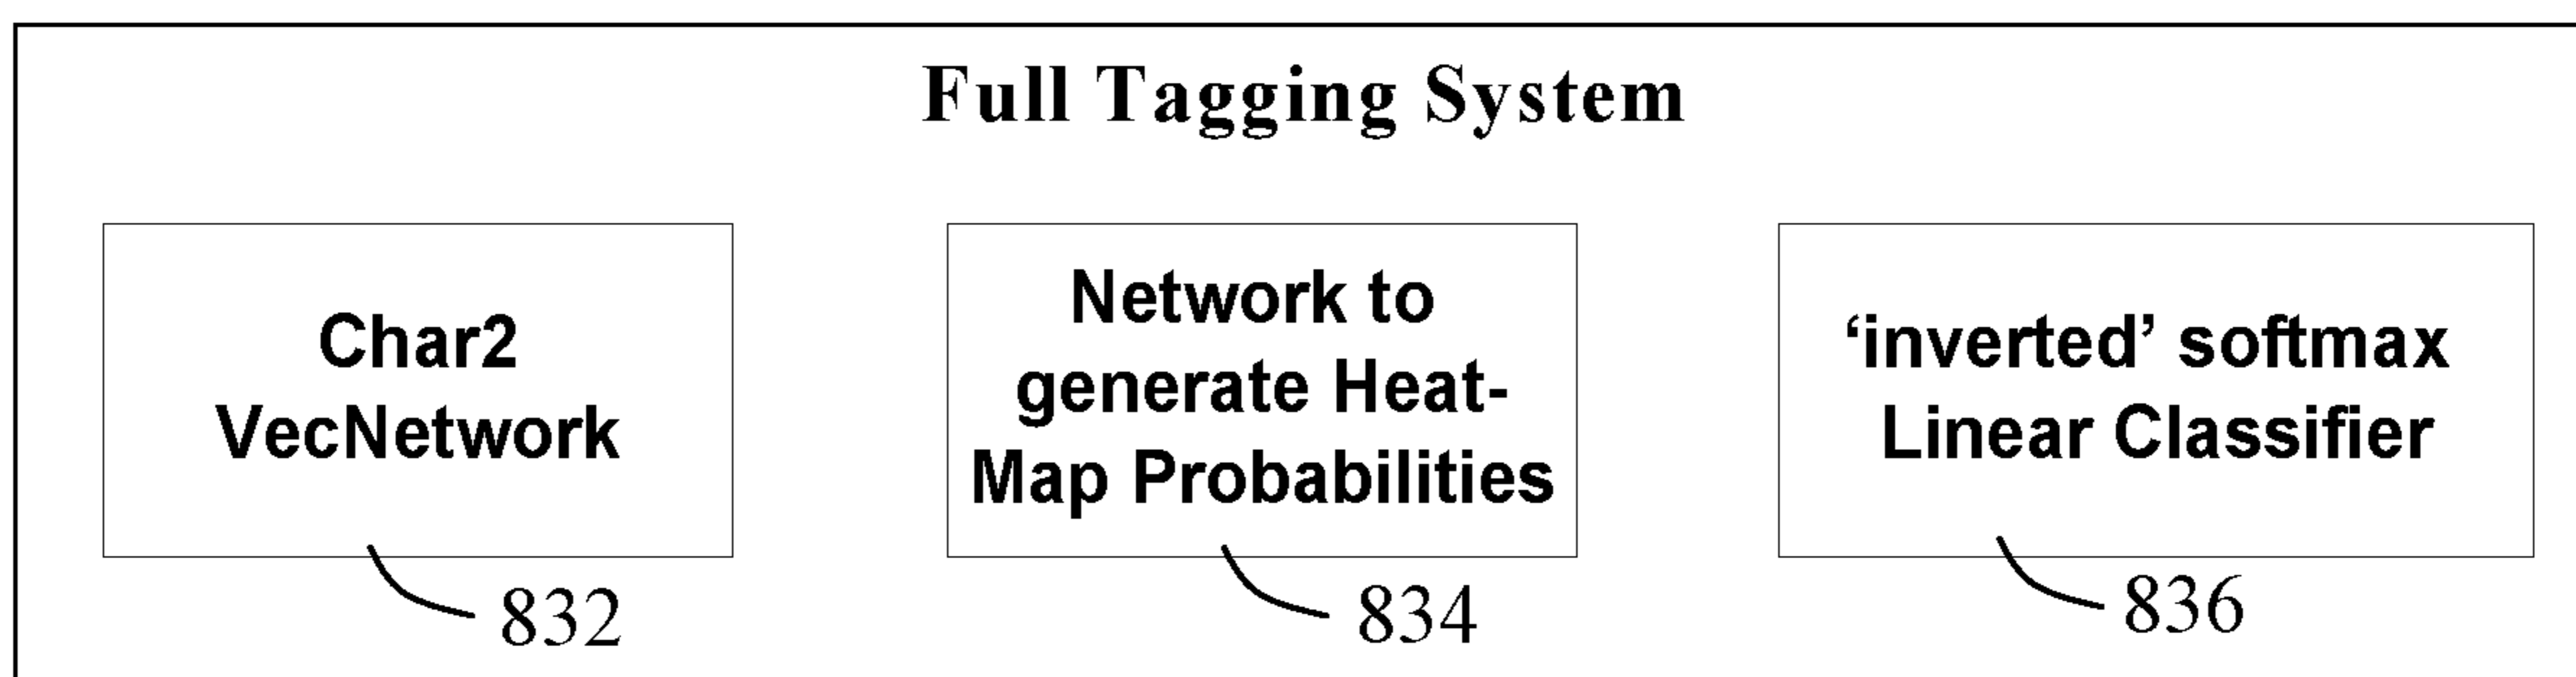 Full Tagging System
Char2
VecNetwork
832
Network to
generate Heat-
Map Probabilities
834
‘inverted’ softmax
Linear Classifier
836